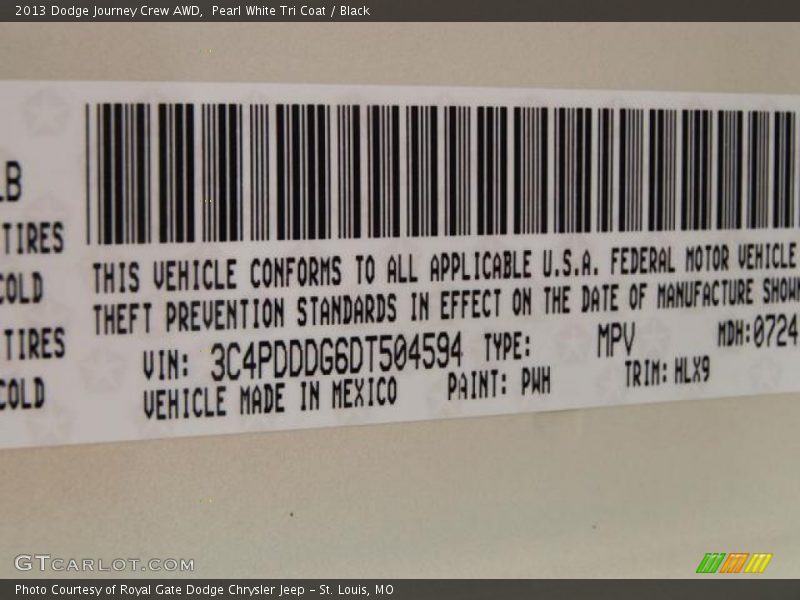 2013 Dodge Journey Crew AWD, Pearl White Tri Coat / Black
LB
TIRES
COLD
TIRES
COLD
THIS VEHICLE CONFORMS TO ALL APPLICABLE U.S.A. FEDERAL MOTOR VEHICLE
THEFT PREVENTION STANDARDS IN EFFECT ON THE DATE OF MANUFACTURE SHOWN
VIN: 3C4PDDDG6DT504594 TYPE: MPV MDH:0724
VEHICLE MADE IN MEXICO PAINT: PWH TRIM: HLX9
GTCARLOT.COM
Photo Courtesy of Royal Gate Dodge Chrysler Jeep - St. Louis, MO